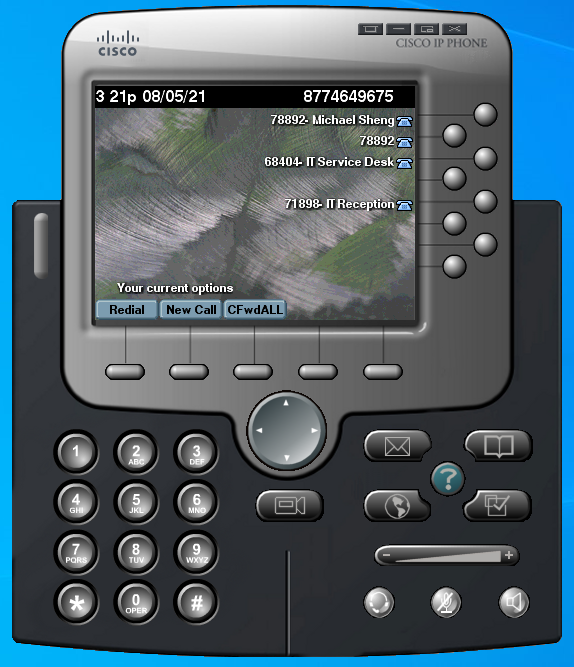 CISCO
CISCO IP PHONE
3 21p 08/05/21 8774649675
78892- Michael Sheng
78892
68404- IT Service Desk
71898- IT Reception
Your current options
Redial New Call CFwdALL
1 2 ABC 3 DEF
4 GHI 5 JKL 6 MNO
?
7 PQRS 8 TUV 9 WXYZ
- +
* 0 OPER #